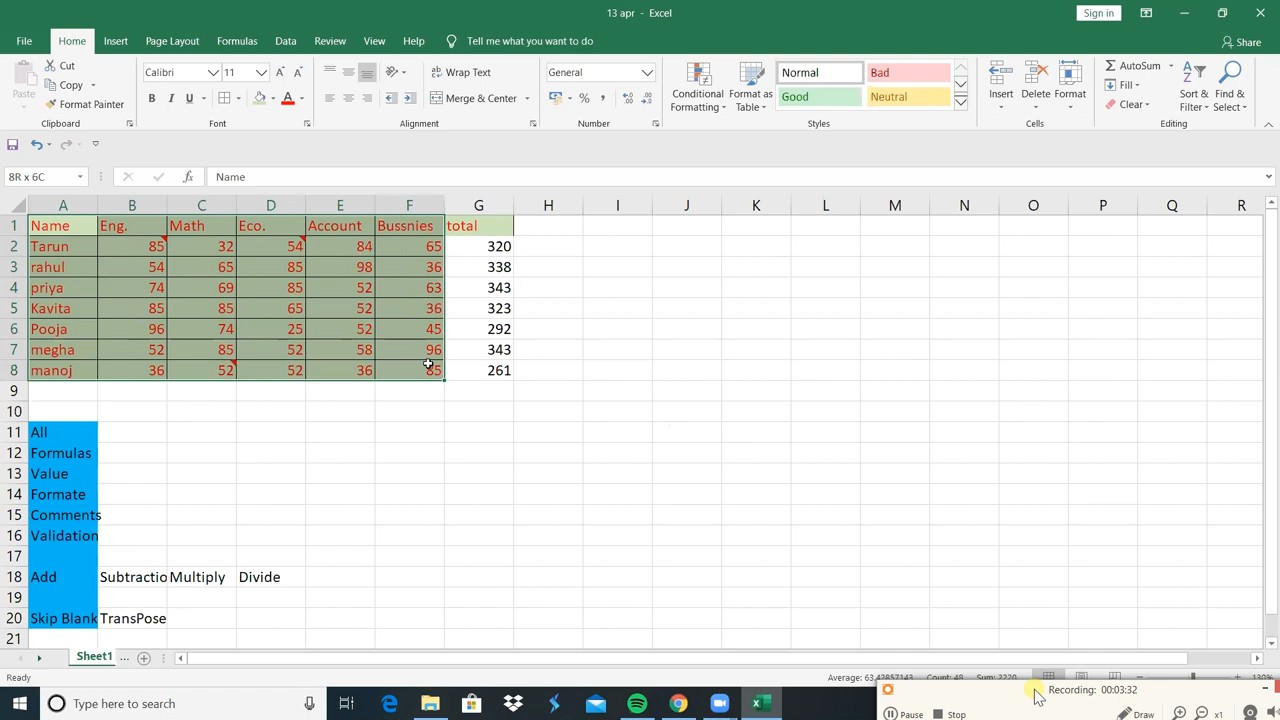 13 apr - Excel
Sign in
File Home Insert Page Layout Formulas Data Review View Help Tell me what you want to do Share
Paste
Cut
Copy
Format Painter
Clipboard
Calibri 11
B I U
Font
Wrap Text
Merge & Center
Alignment
General
%
Number
Conditional Formatting
Format as Table
Normal Bad
Good Neutral
Styles
Insert Delete Format
Cells
AutoSum
Fill
Clear
Sort & Filter
Find & Select
Editing
8R x 6C fx Name
A B C D E F G H I J K L M N O P Q R
1 Name Eng. Math Eco. Account Bussnies total
2 Tarun 85 32 54 84 65 320
3 rahul 54 65 85 98 36 338
4 priya 74 69 85 52 63 343
5 Kavita 85 85 65 52 36 323
6 Pooja 96 74 25 52 45 292
7 megha 52 85 52 58 96 343
8 manoj 36 52 52 36 85 261
9
10
11 All
12 Formulas
13 Value
14 Formate
15 Comments
16 Validation
17
18 Add Subtractio Multiply Divide
19
20 Skip Blank TransPose
21
Sheet1 ...
Ready
Average: 63.42857143 Count: 48 Sum: 2220 130%
Type here to search
Recording: 00:03:32
Pause Stop Draw x1